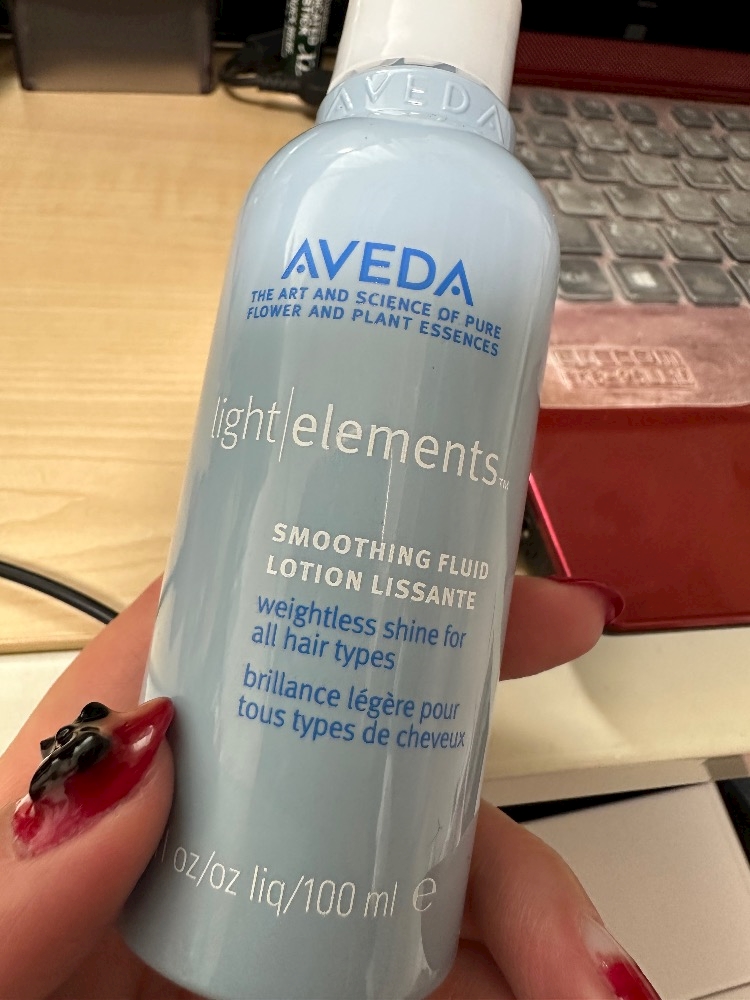 AVEDA
AVEDA
THE ART AND SCIENCE OF PURE
FLOWER AND PLANT ESSENCES
light|elements™
SMOOTHING FLUID
LOTION LISSANTE
weightless shine for
all hair types
brillance légère pour
tous types de cheveux
oz/oz liq/100 ml ℮